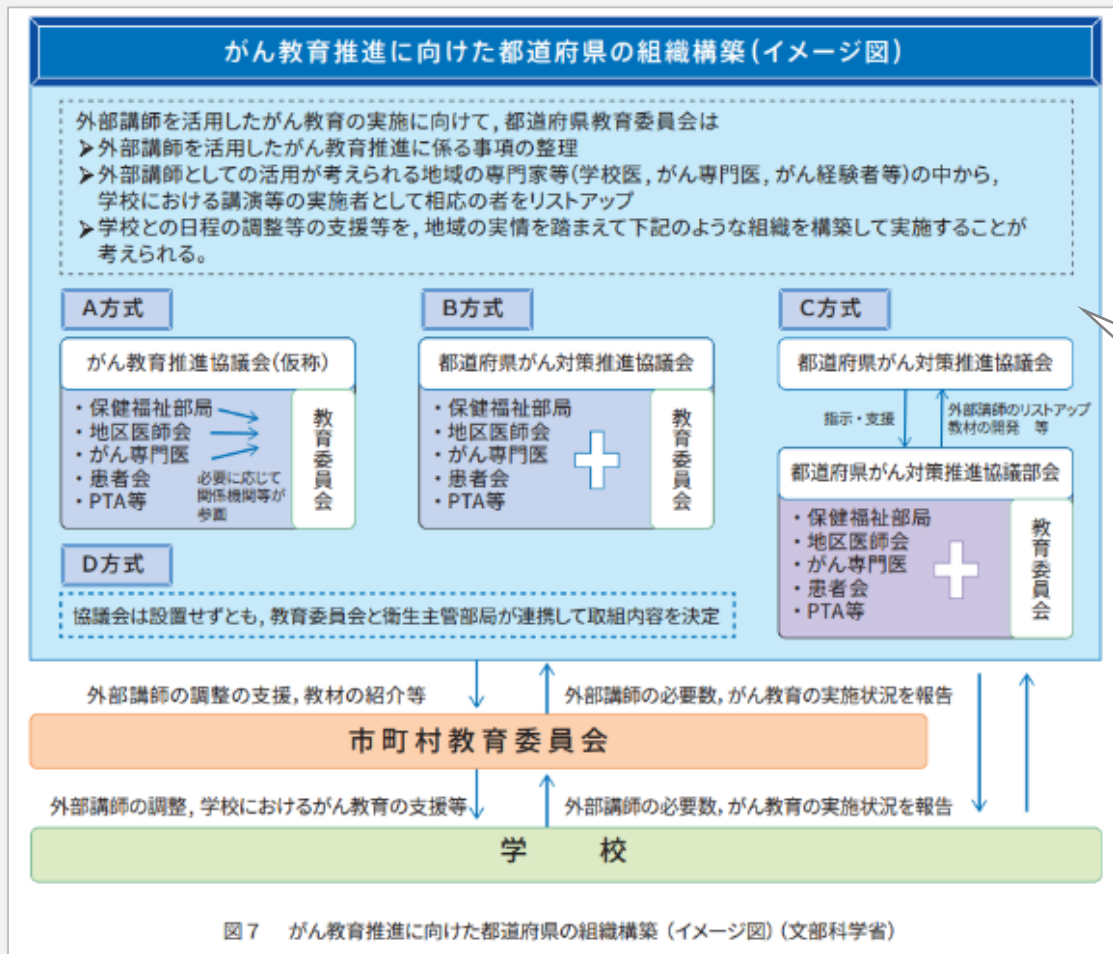 がん教育推進に向けた都道府県の組織構築(イメージ図)
外部講師を活用したがん教育の実施に向けて,都道府県教育委員会は
➤外部講師を活用したがん教育推進に係る事項の整理
➤外部講師としての活用が考えられる地域の専門家等(学校医,がん専門医,がん経験者等)の中から,
学校における講演等の実施者として相応の者をリストアップ
➤学校との日程の調整等の支援等を,地域の実情を踏まえて下記のような組織を構築して実施することが
考えられる。
A方式
がん教育推進協議会(仮称)
・保健福祉部局
・地区医師会
・がん専門医
・患者会
・PTA等
必要に応じて
関係機関等が
参画
教育委員会
B方式
都道府県がん対策推進協議会
・保健福祉部局
・地区医師会
・がん専門医
・患者会
・PTA等
教育委員会
C方式
都道府県がん対策推進協議会
指示・支援
外部講師のリストアップ
教材の開発 等
都道府県がん対策推進協議部会
・保健福祉部局
・地区医師会
・がん専門医
・患者会
・PTA等
教育委員会
D方式
協議会は設置せずとも,教育委員会と衛生主管部局が連携して取組内容を決定
外部講師の調整の支援,教材の紹介等
外部講師の必要数,がん教育の実施状況を報告
市町村教育委員会
外部講師の調整,学校におけるがん教育の支援等
外部講師の必要数,がん教育の実施状況を報告
学 校
図7 がん教育推進に向けた都道府県の組織構築(イメージ図)(文部科学省)